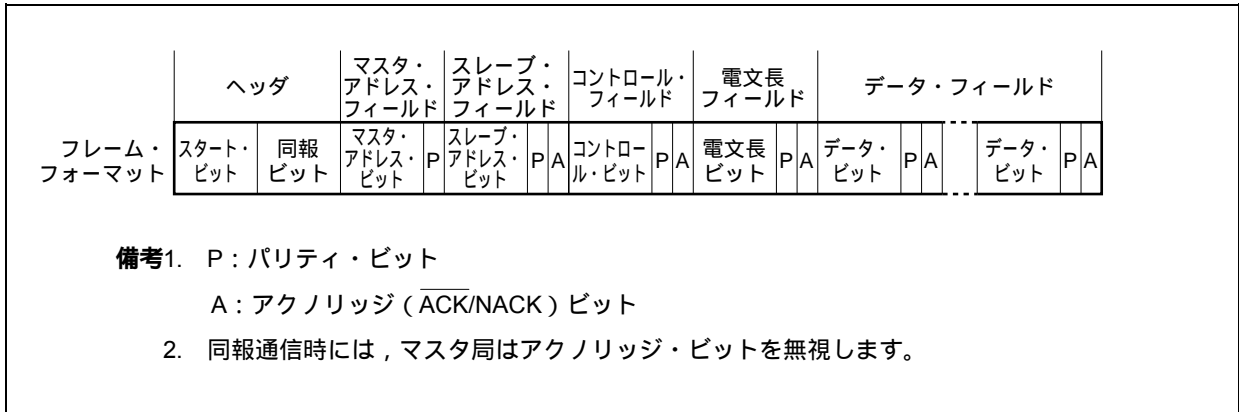 ヘッダ マスタ・アドレス・フィールド スレーブ・アドレス・フィールド コントロール・フィールド 電文長フィールド データ・フィールド
フレーム・フォーマット スタート・ビット 同報ビット マスタ・アドレス・ビット P スレーブ・アドレス・ビット P A コントロール・ビット P A 電文長ビット P A データ・ビット P A データ・ビット P A
備考1. P:パリティ・ビット
A:アクノリッジ(ACK/NACK)ビット
2. 同報通信時には,マスタ局はアクノリッジ・ビットを無視します。